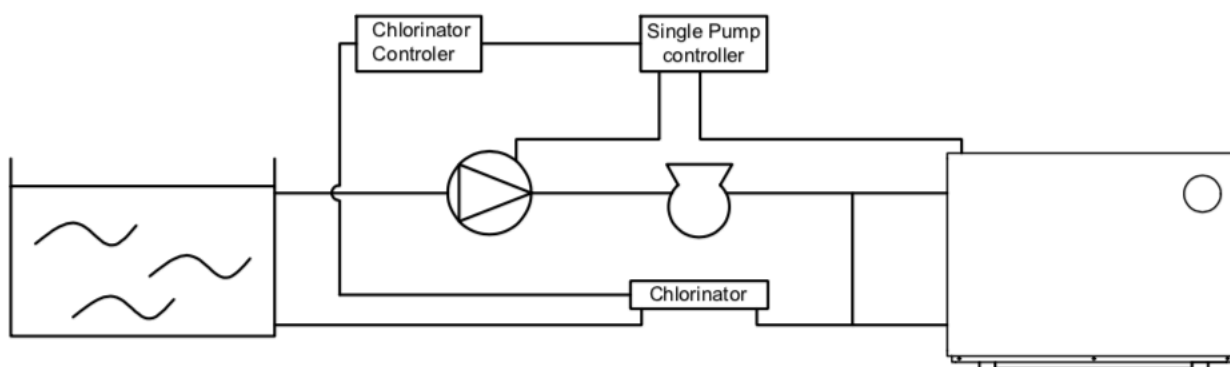 Chlorinator
Controler
Single Pump
controller
Chlorinator